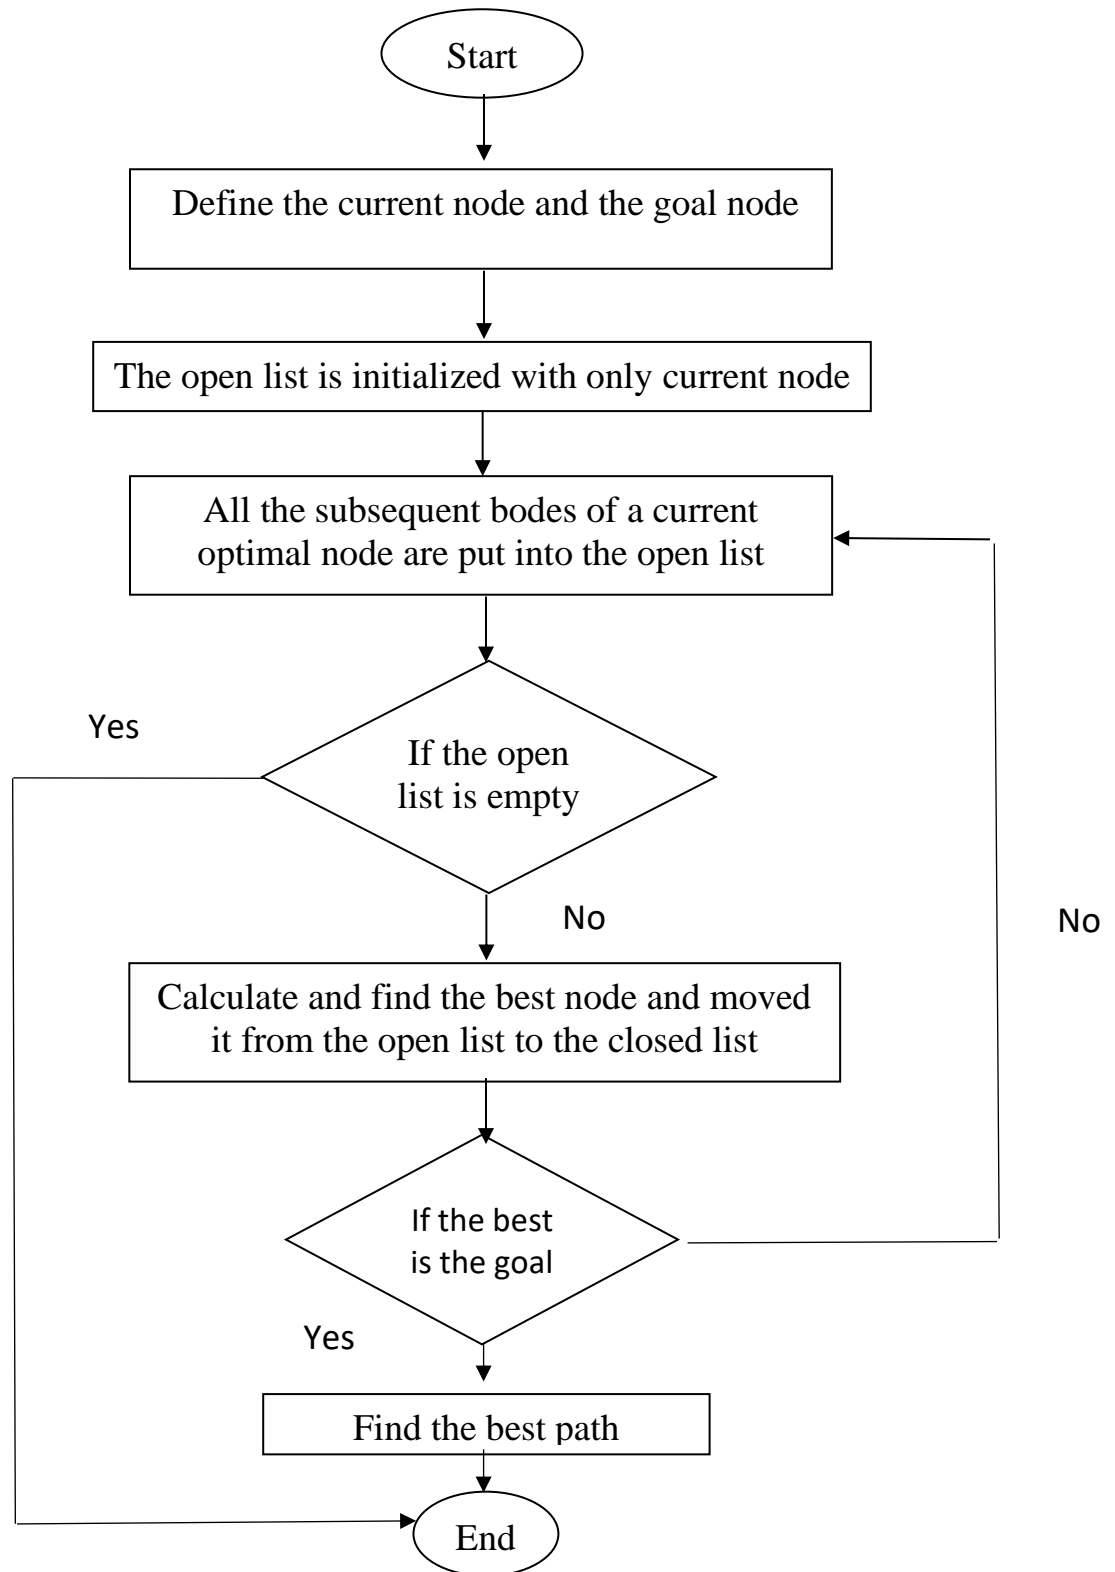 Start
Define the current node and the goal node
The open list is initialized with only current node
All the subsequent bodes of a current
optimal node are put into the open list
Yes
If the open
list is empty
No
No
Calculate and find the best node and moved
it from the open list to the closed list
If the best
is the goal
Yes
Find the best path
End